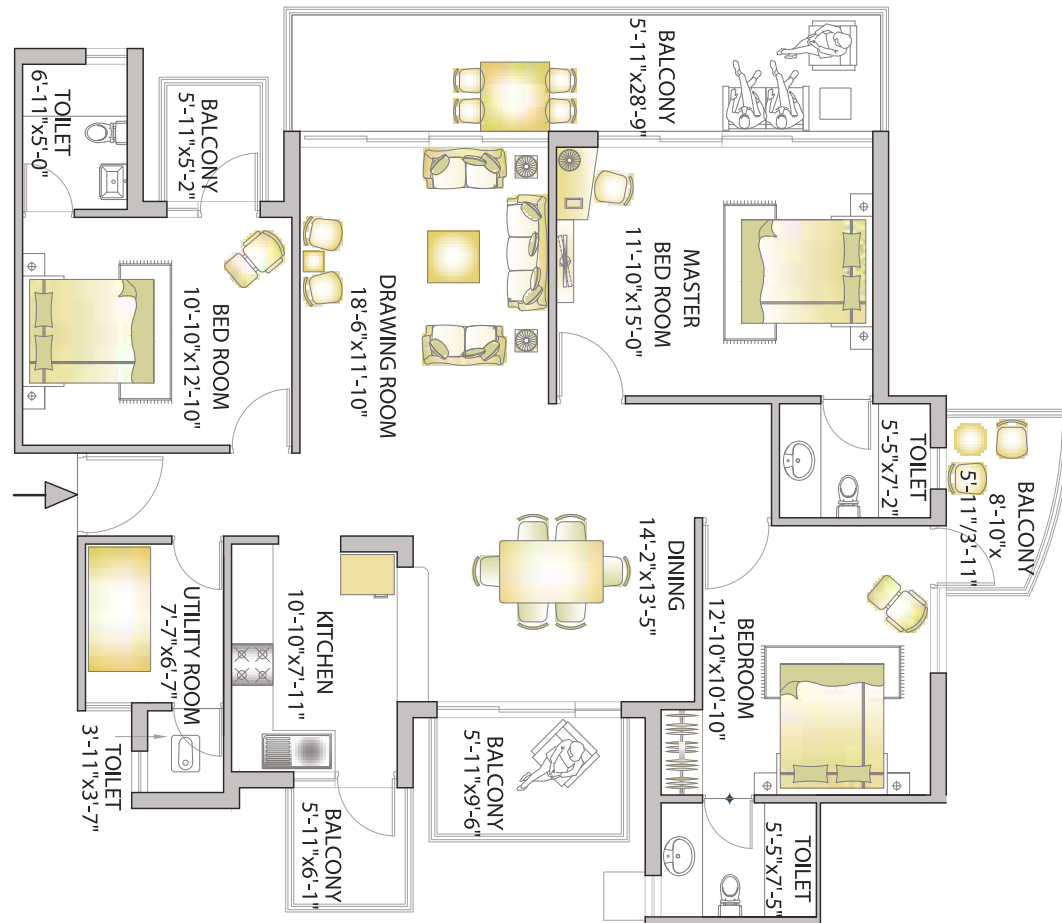 BALCONY
5'-11"x28'-9"
TOILET
6'-11"x5'-0"
BALCONY
5'-11"x5'-2"
BED ROOM
10'-10"x12'-10"
DRAWING ROOM
18'-6"x11'-10"
MASTER
BED ROOM
11'-10"x15'-0"
TOILET
5'-5"x7'-2"
BALCONY
8'-10"x
5'-11"/3'-11"
DINING
14'-2"x13'-5"
BEDROOM
12'-10"x10'-10"
UTILITY ROOM
7'-7"x6'-7"
KITCHEN
10'-10"x7'-11"
TOILET
3'-11"x3'-7"
BALCONY
5'-11"x6'-1"
BALCONY
5'-11"x9'-6"
TOILET
5'-5"x7'-5"